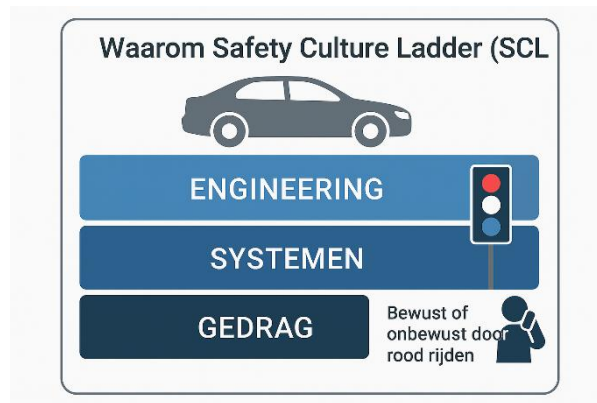 Waarom Safety Culture Ladder (SCL
ENGINEERING
SYSTEMEN
GEDRAG
Bewust of
onbewust door
rood rijden